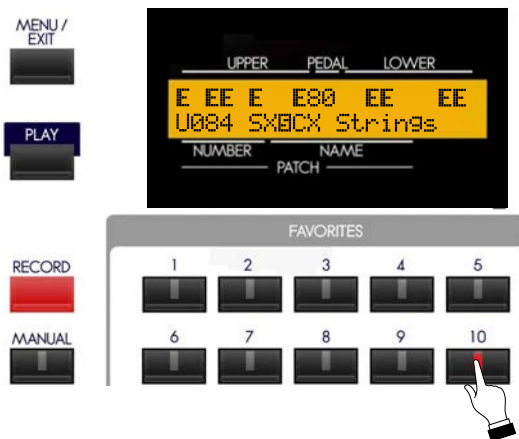 MENU /
EXIT
UPPER PEDAL LOWER
E EE E E80 EE EE
U084 SX⊟CX Strings
NUMBER NAME
PATCH
PLAY
FAVORITES
RECORD
1 2 3 4 5
MANUAL
6 7 8 9 10